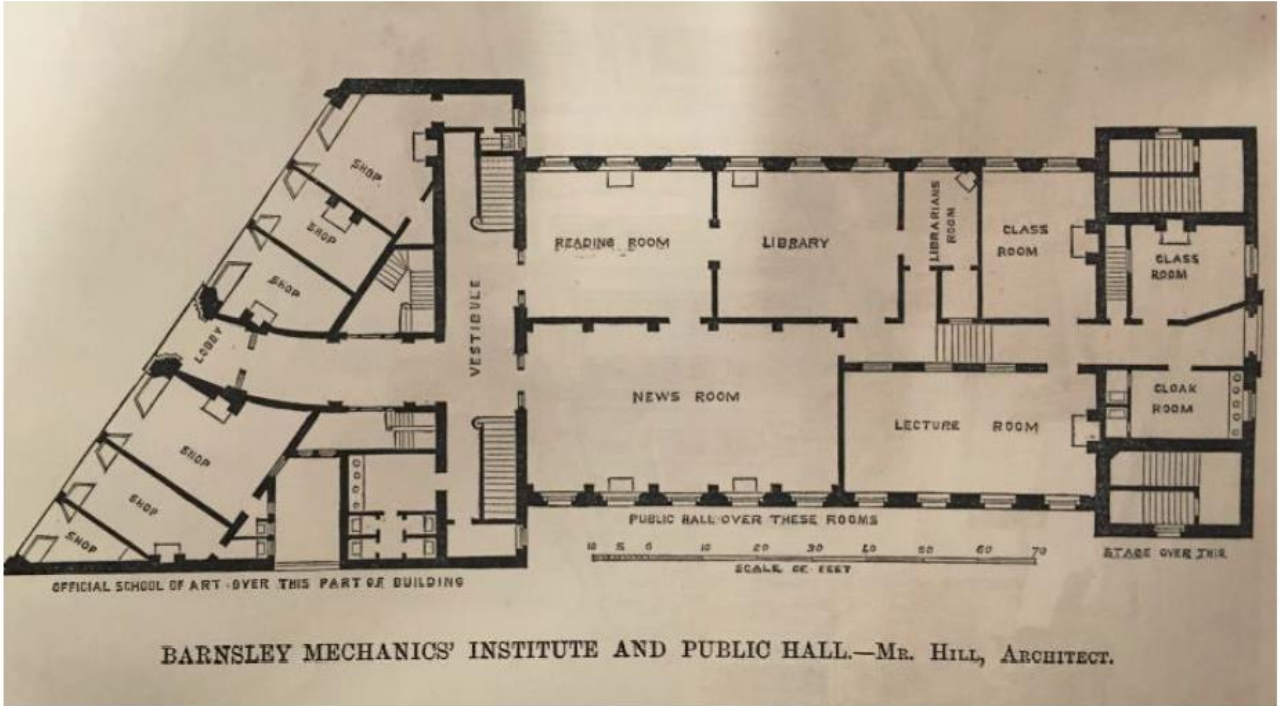 SHOP
SHOP
SHOP
LOBBY
SHOP
SHOP
SHOP
VESTIBULE
READING ROOM
LIBRARY
LIBRARIANS
ROOM
CLASS
ROOM
CLASS
ROOM
NEWS ROOM
LECTURE ROOM
CLOAK
ROOM
PUBLIC HALL OVER THESE ROOMS
STAGE OVER THIS
10 5 0 10 20 30 40 50 60 70
SCALE OF FEET
OFFICIAL SCHOOL OF ART OVER THIS PART OF BUILDING
BARNSLEY MECHANICS' INSTITUTE AND PUBLIC HALL.—MR. HILL, ARCHITECT.